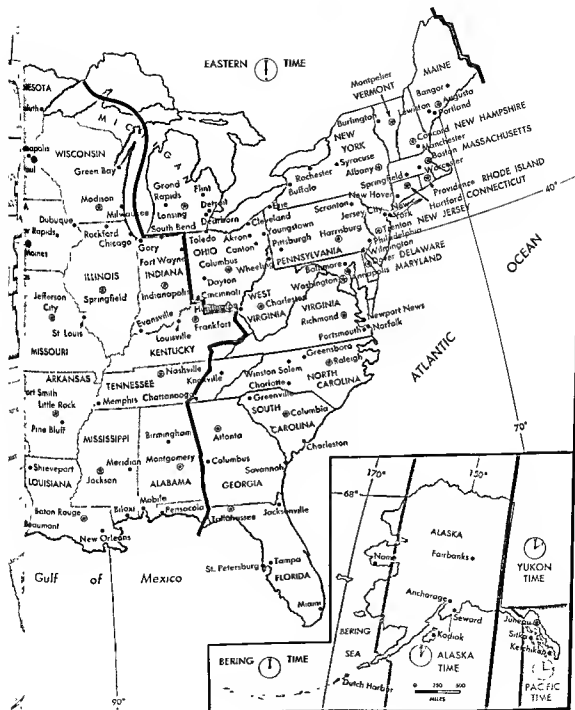 EASTERN TIME
MAINE
Montpelier
VERMONT
Bangor
Augusta
Lewiston
Portland
Burlington
NEW YORK
Concord NEW HAMPSHIRE
Manchester
Boston MASSACHUSETTS
Worcester
Springfield
Providence RHODE ISLAND
Hartford CONNECTICUT
New Haven
Rochester
Syracuse
Albany
Buffalo
MICHIGA
WISCONSIN
Green Bay
Madison
Milwaukee
Grand Rapids
Flint
Lansing
Detroit
Dearborn
South Bend
Erie
Cleveland
Scranton
Jersey City
New York
Trenton NEW JERSEY
40°
Dubuque
Rockford
Chicago
Gory
Toledo
Akron
Youngstown
Pittsburgh
Harrisburg
Philadelphia
PENNSYLVANIA
Wilmington
Dover DELAWARE
Fort Wayne
OHIO
Canton
Columbus
Wheeling
Baltimore
Washington
Annapolis MARYLAND
ILLINOIS
INDIANA
Dayton
Springfield
Indianapolis
Cincinnati
WEST VIRGINIA
Charleston
VIRGINIA
Richmond
Newport News
Portsmouth
Norfolk
OCEAN
ATLANTIC
Jefferson City
St Louis
Evansville
Louisville
Frankfort
Huntington
MISSOURI
KENTUCKY
Greensboro
Raleigh
Winston Salem
Charlotte
NORTH CAROLINA
ARKANSAS
TENNESSEE
Nashville
Knoxville
Greenville
SOUTH CAROLINA
Columbia
Little Rock
Memphis
Chattanooga
Pine Bluff
MISSISSIPPI
Birmingham
Atlanta
Charleston
70°
Shreveport
Meridian
Montgomery
Columbus
Savannah
LOUISIANA
Jackson
ALABAMA
GEORGIA
Baton Rouge
Biloxi
Mobile
Pensacola
Tallahassee
Jacksonville
New Orleans
Gulf of Mexico
St. Petersburg
Tampa
FLORIDA
Miami
90°
170°
150°
68°
ALASKA
Nome
Fairbanks
YUKON TIME
Anchorage
Seward
Juneau
BERING SEA
Kodiak
Sitka
Ketchikan
ALASKA TIME
BERING TIME
PACIFIC TIME
Dutch Harbor
0 250 500
MILES